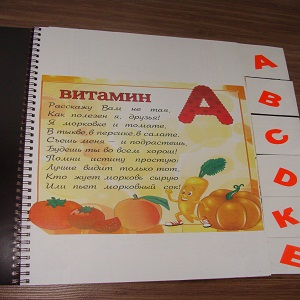 ВИТАМИН А
Расскажу Вам не тая,
Как полезен я, друзья!
Я морковке и томате,
В тыкве, в персике, в салате.
Съешь меня – и подрастешь,
Будешь ты во всем хорош!
Помни истину простую:
Лучше видит только тот,
Кто жует морковь сырую
Или пьет морковный сок!
A
B
C
D
K
E